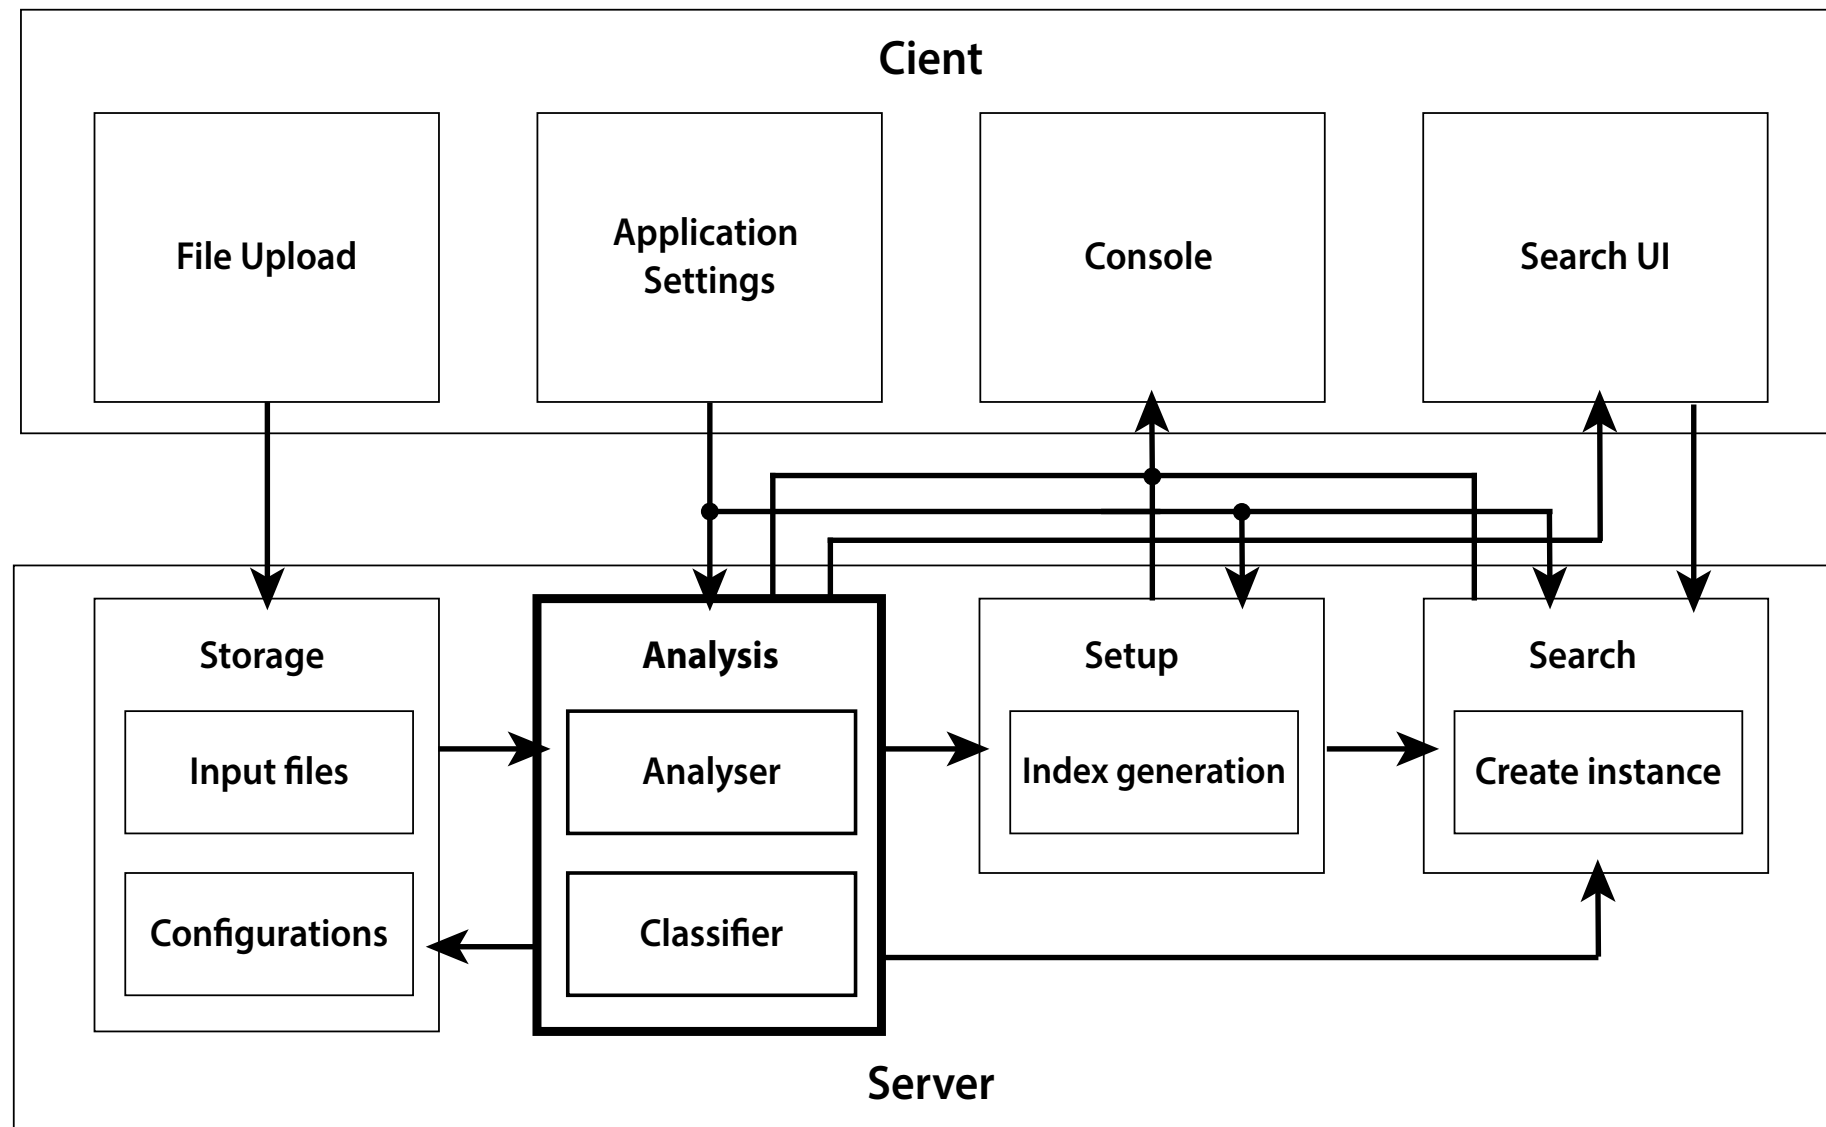 Cient
File Upload
Application
Settings
Console
Search UI
Storage
Analysis
Setup
Search
Input files
Analyser
Index generation
Create instance
Configurations
Classifier
Server